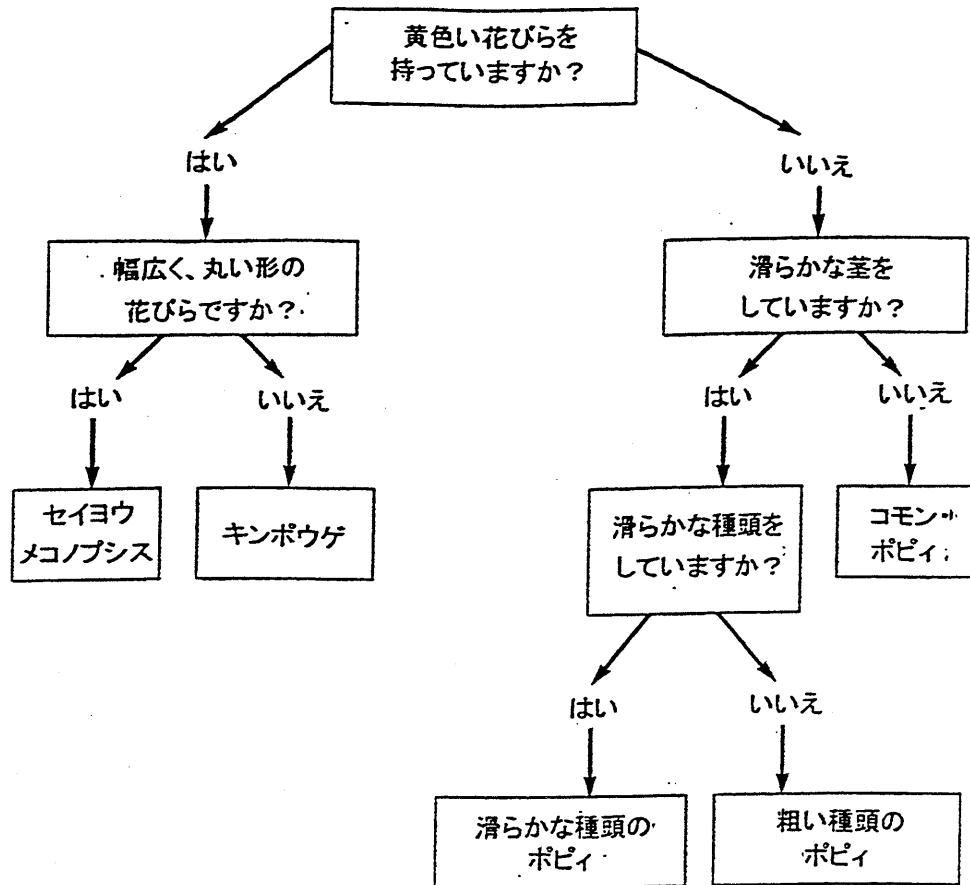 黄色い花びらを
持っていますか？
はい
いいえ
幅広く、丸い形の
花びらですか？
滑らかな茎を
していますか？
はい
いいえ
はい
いいえ
セイヨウ
メコノプシス
キンポウゲ
滑らかな種頭を
していますか？
コモン・
ポピィ
はい
いいえ
滑らかな種頭の
ポピィ
粗い種頭の
ポピィ